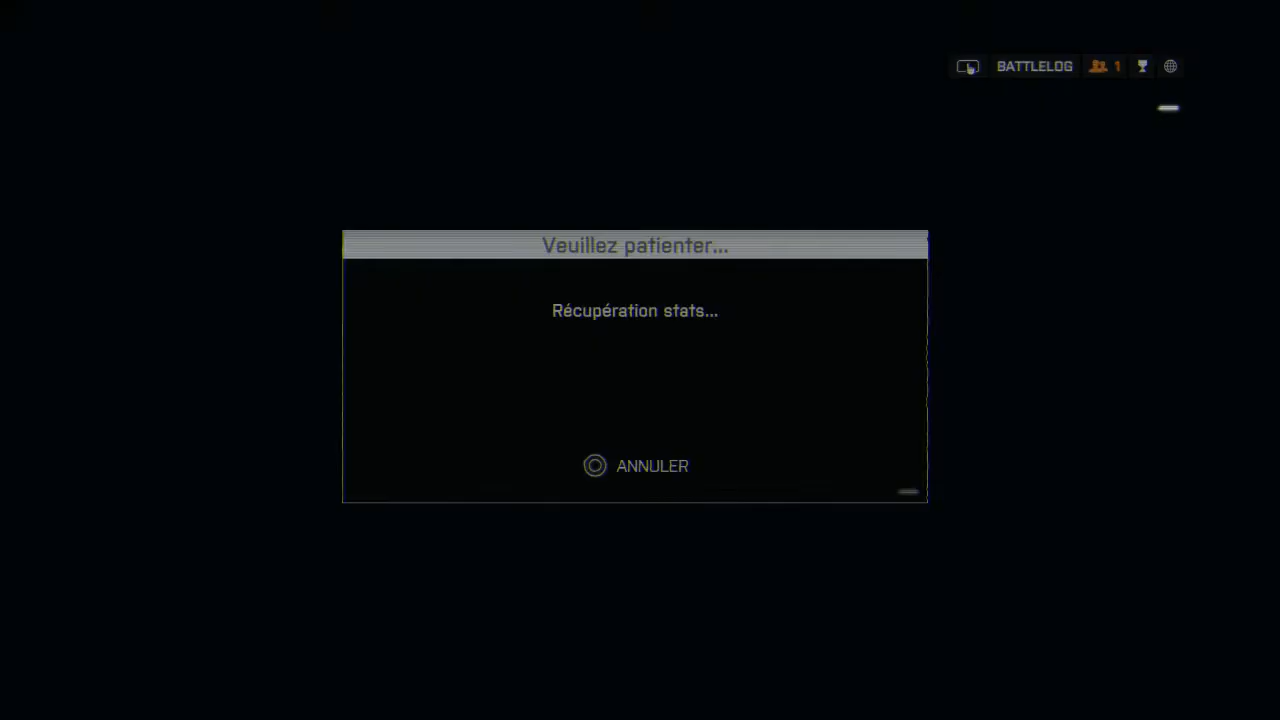 BATTLELOG 1
Veuillez patienter...
Récupération stats...
ANNULER